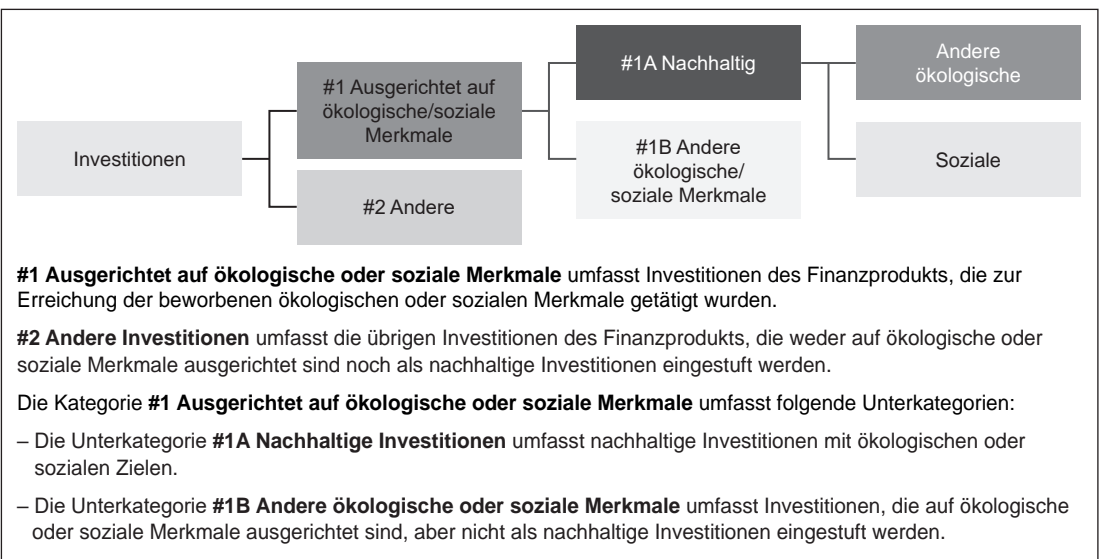 Investitionen
#1 Ausgerichtet auf
ökologische/soziale
Merkmale
#2 Andere
#1A Nachhaltig
#1B Andere
ökologische/
soziale Merkmale
Andere
ökologische
Soziale
#1 Ausgerichtet auf ökologische oder soziale Merkmale umfasst Investitionen des Finanzprodukts, die zur
Erreichung der beworbenen ökologischen oder sozialen Merkmale getätigt wurden.
#2 Andere Investitionen umfasst die übrigen Investitionen des Finanzprodukts, die weder auf ökologische oder
soziale Merkmale ausgerichtet sind noch als nachhaltige Investitionen eingestuft werden.
Die Kategorie #1 Ausgerichtet auf ökologische oder soziale Merkmale umfasst folgende Unterkategorien:
– Die Unterkategorie #1A Nachhaltige Investitionen umfasst nachhaltige Investitionen mit ökologischen oder
sozialen Zielen.
– Die Unterkategorie #1B Andere ökologische oder soziale Merkmale umfasst Investitionen, die auf ökologische
oder soziale Merkmale ausgerichtet sind, aber nicht als nachhaltige Investitionen eingestuft werden.